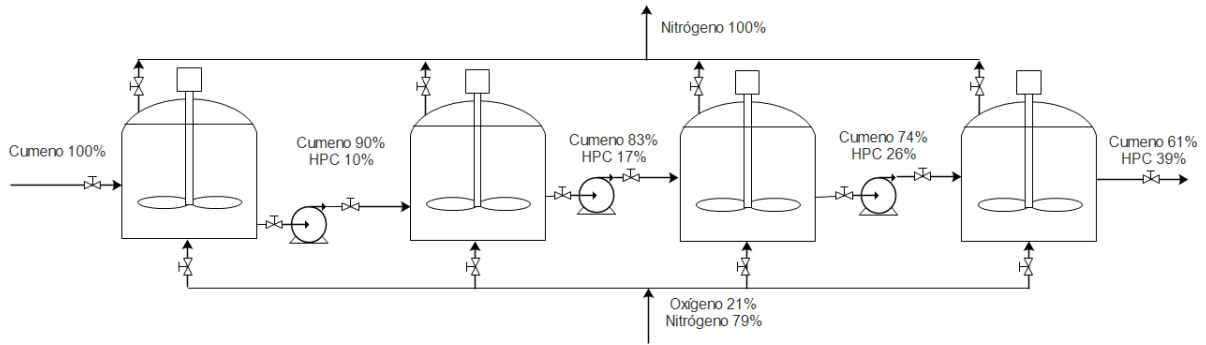 Nitrógeno 100%
Cumeno 100%
Cumeno 90%
HPC 10%
Cumeno 83%
HPC 17%
Cumeno 74%
HPC 26%
Cumeno 61%
HPC 39%
Oxígeno 21%
Nitrógeno 79%